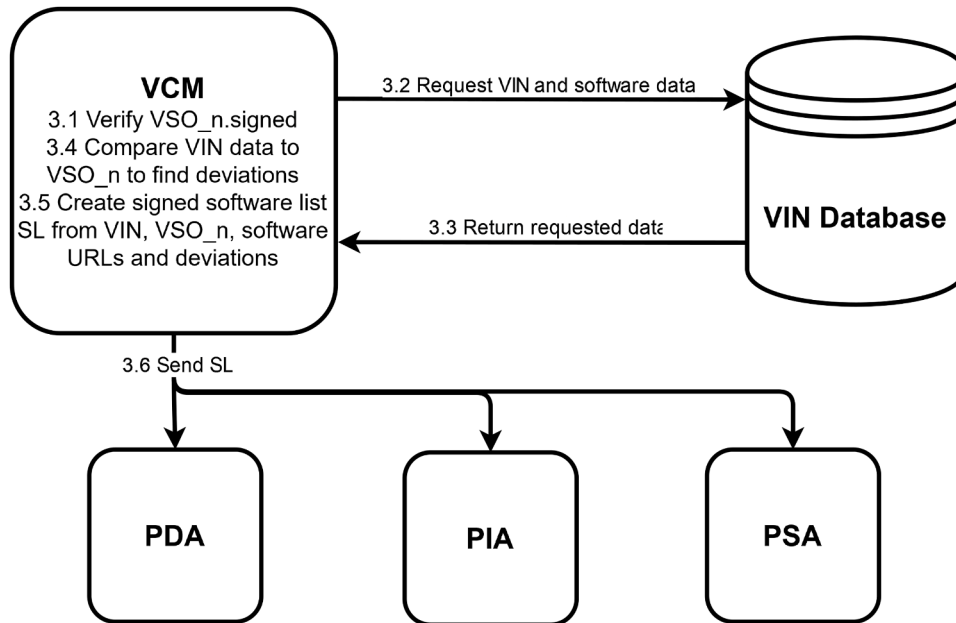 VCM
3.1 Verify VSO_n.signed
3.4 Compare VIN data to
VSO_n to find deviations
3.5 Create signed software list
SL from VIN, VSO_n, software
URLs and deviations
3.2 Request VIN and software data
3.3 Return requested data
VIN Database
3.6 Send SL
PDA
PIA
PSA